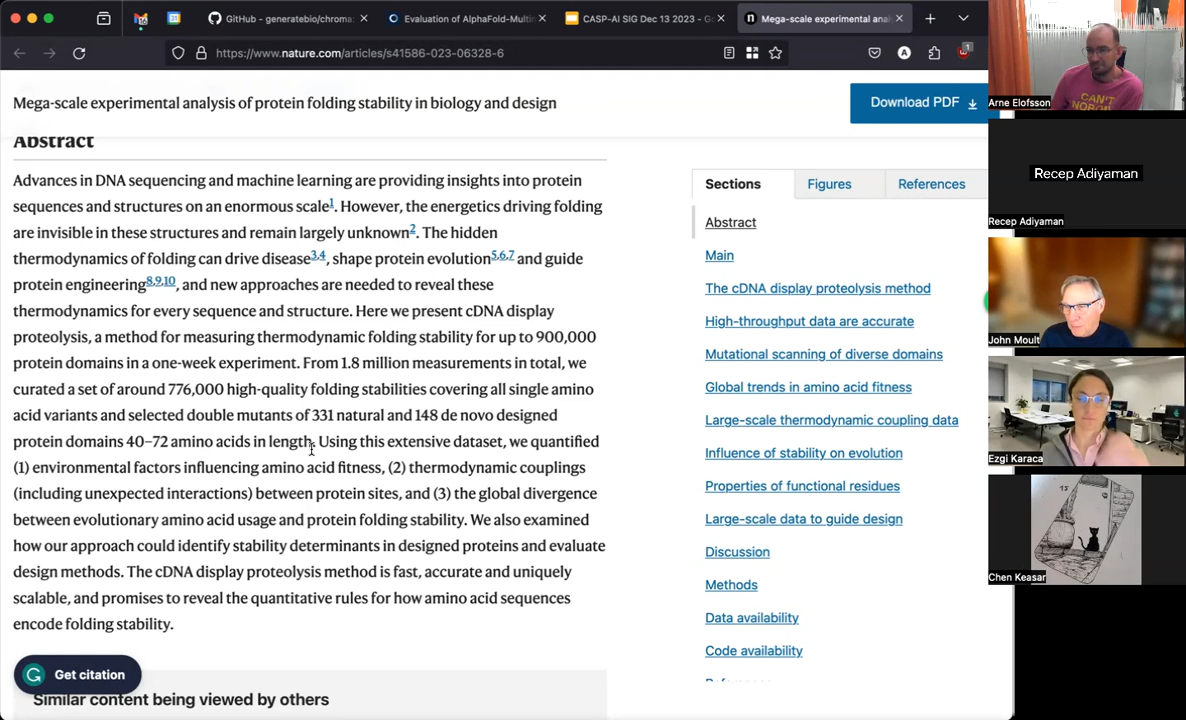 GitHub - generatebio/chroma
Evaluation of AlphaFold-Multim
CASP-AI SIG Dec 13 2023 - Go
Mega-scale experimental anal
https://www.nature.com/articles/s41586-023-06328-6
A
1
Mega-scale experimental analysis of protein folding stability in biology and design
Download PDF
Abstract
Advances in DNA sequencing and machine learning are providing insights into protein
sequences and structures on an enormous scale1. However, the energetics driving folding
are invisible in these structures and remain largely unknown2. The hidden
thermodynamics of folding can drive disease3,4, shape protein evolution5,6,7 and guide
protein engineering8,9,10, and new approaches are needed to reveal these
thermodynamics for every sequence and structure. Here we present cDNA display
proteolysis, a method for measuring thermodynamic folding stability for up to 900,000
protein domains in a one-week experiment. From 1.8 million measurements in total, we
curated a set of around 776,000 high-quality folding stabilities covering all single amino
acid variants and selected double mutants of 331 natural and 148 de novo designed
protein domains 40–72 amino acids in length. Using this extensive dataset, we quantified
(1) environmental factors influencing amino acid fitness, (2) thermodynamic couplings
(including unexpected interactions) between protein sites, and (3) the global divergence
between evolutionary amino acid usage and protein folding stability. We also examined
how our approach could identify stability determinants in designed proteins and evaluate
design methods. The cDNA display proteolysis method is fast, accurate and uniquely
scalable, and promises to reveal the quantitative rules for how amino acid sequences
encode folding stability.
Get citation
Similar content being viewed by others
Sections
Figures
References
Abstract
Main
The cDNA display proteolysis method
High-throughput data are accurate
Mutational scanning of diverse domains
Global trends in amino acid fitness
Large-scale thermodynamic coupling data
Influence of stability on evolution
Properties of functional residues
Large-scale data to guide design
Discussion
Methods
Data availability
Code availability
References
CAN'T
Arne Elofsson
Recep Adiyaman
Recep Adiyaman
John Moult
Ezgi Karaca
Chen Keasar